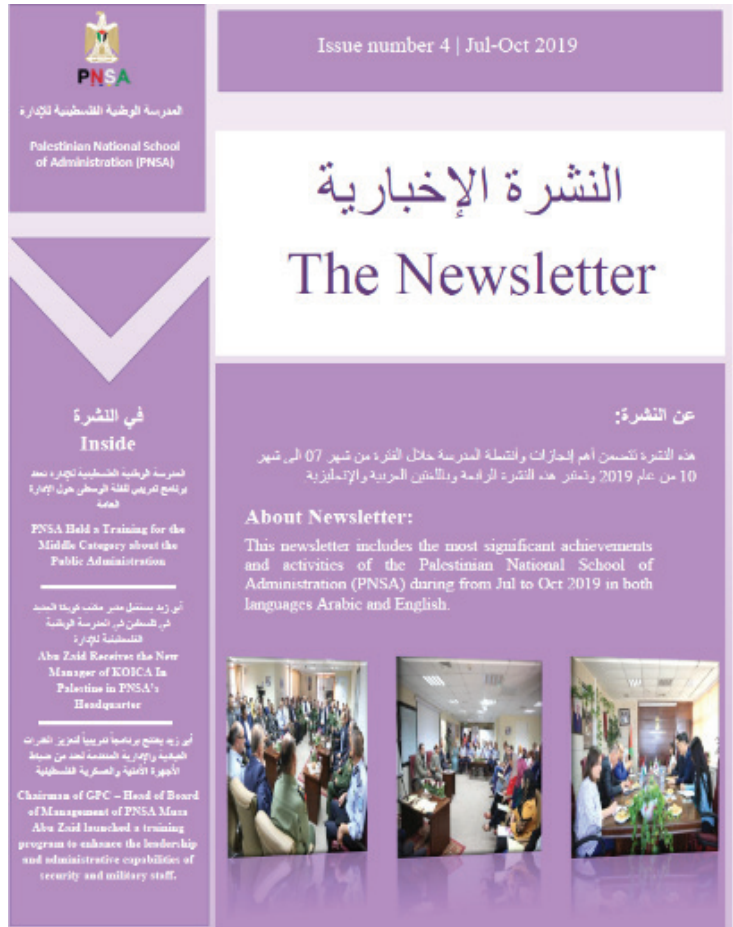 PNSA
المدرسة الوطنية الفلسطينية للإدارة
Palestinian National School
of Administration (PNSA)
Issue number 4 | Jul-Oct 2019
النشرة الإخبارية
The Newsletter
في النشرة
Inside
المدرسة الوطنية الفلسطينية للإدارة تعقد
برنامج تدريبي للفئة الوسطى حول الإدارة
العامة
PNSA Held a Training for the
Middle Category about the
Public Administration
أبو زيد يستقبل مدير مكتب كويكا الجديد
في فلسطين في المدرسة الوطنية
الفلسطينية للإدارة
Abu Zaid Receives the New
Manager of KOICA In
Palestine in PNSA's
Headquarter
أبو زيد يفتتح برنامجاً تدريبياً لتعزيز القدرات
القيادية والإدارية المتقدمة لعدد من ضباط
الأجهزة الأمنية والعسكرية الفلسطينية
Chairman of GPC – Head of Board
of Management of PNSA Musa
Abu Zaid launched a training
program to enhance the leadership
and administrative capabilities of
security and military staff.
عن النشرة:
هذه النشرة تتضمن أهم إنجازات وأنشطة المدرسة خلال الفترة من شهر 07 الى شهر
10 من عام 2019 وتعتبر هذه النشرة الرابعة وباللغتين العربية والإنجليزية
About Newsletter:
This newsletter includes the most significant achievements
and activities of the Palestinian National School of
Administration (PNSA) during from Jul to Oct 2019 in both
languages Arabic and English.